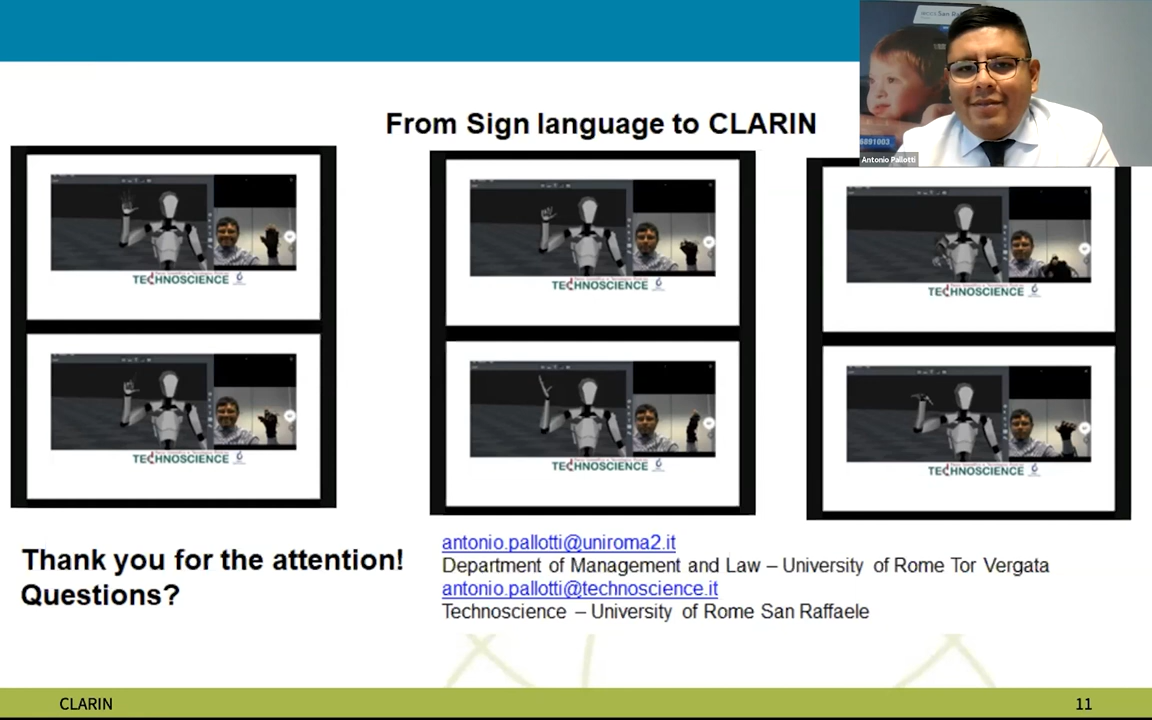 From Sign language to CLARIN
Antonio Pallotti
TECHNOSCIENCE
TECHNOSCIENCE
TECHNOSCIENCE
TECHNOSCIENCE
TECHNOSCIENCE
TECHNOSCIENCE
Thank you for the attention!
Questions?
antonio.pallotti@uniroma2.it
Department of Management and Law – University of Rome Tor Vergata
antonio.pallotti@technoscience.it
Technoscience – University of Rome San Raffaele
CLARIN
11